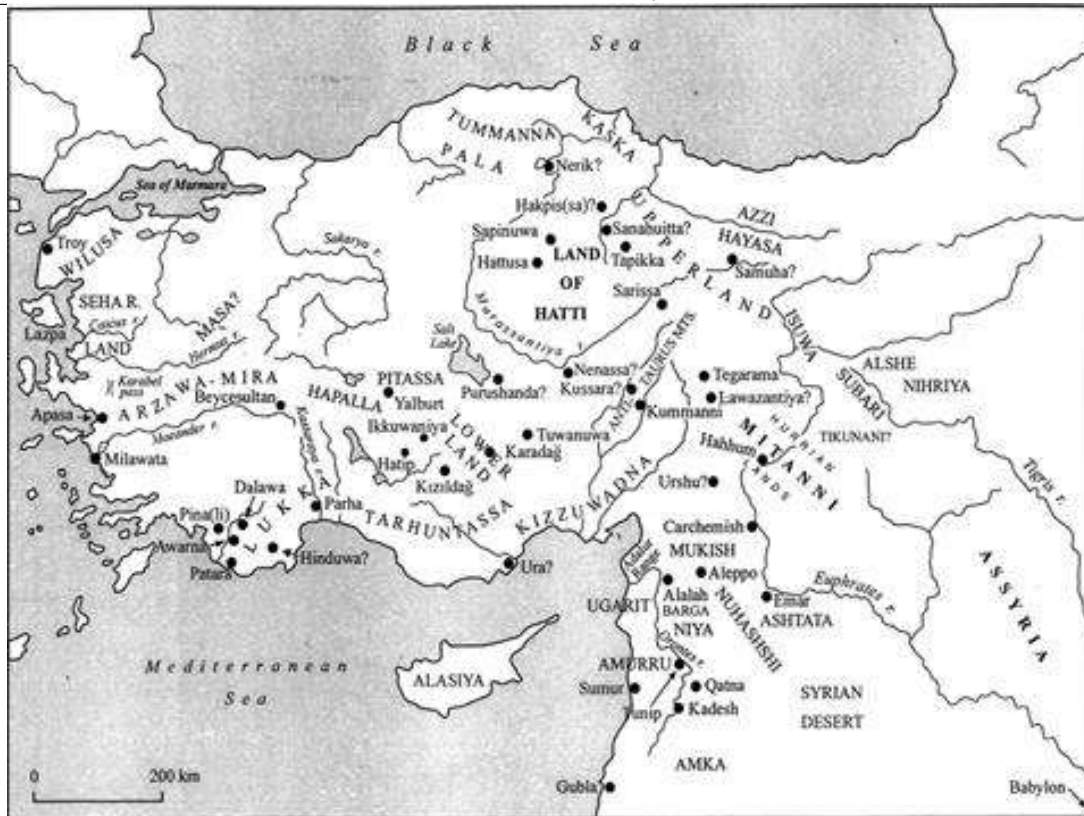 Black Sea
TUMMANNA
KAŠKA
PALA
Nerik?
Sea of Marmara
Hakpis(sa)?
Troy
WILUSA
Sakarya r.
Sapinuwa
Hattusa
LAND
OF
HATTI
Sanahuitta?
Tapikka
UPPER LAND
AZZI
HAYASA
Samuha?
SEHA R.
LAND
Caicus r.
Lazpa
MASA?
Hermus r.
Marassantiya r.
Sarissa
ISUWA
Salt
Lake
ALSHE
Karabel
pass
ARZAWA-MIRA
Beycesultan
HAPALLA
PITASSA
Yalburt
Purushanda?
Nenassa?
Kussara?
ANTI-TAURUS MTS.
Tegarama
Lawazantiya?
SUBARI
NIHRIYA
Apasa
Maeander r.
Kastaraya r.
Ikkuwaniya
LOWER
LAND
Tuwanuwa
Karadağ
Kummanni
MITANNI
HURRIAN
LANDS
TIKUNANI?
Hahhum
Milawata
Hatip
Kızıldağ
Tigris r.
Dalawa
Pina(li)
LUKKA
Parha
TARHUNTASSA
KIZZUWADNA
Urshu?
Awarna
Patara
Hinduwa?
Ura?
Carchemish
MUKISH
Aleppo
Alalah
UGARIT
BARGA
NIYA
NUHASHSHI
Emar
ASHTATA
Euphrates r.
ASSYRIA
Mediterranean
Sea
ALASIYA
Orontes r.
AMURRU
Sumur
Tunip
Qatna
Kadesh
SYRIAN
DESERT
AMKA
0 200 km
Gubla
Babylon